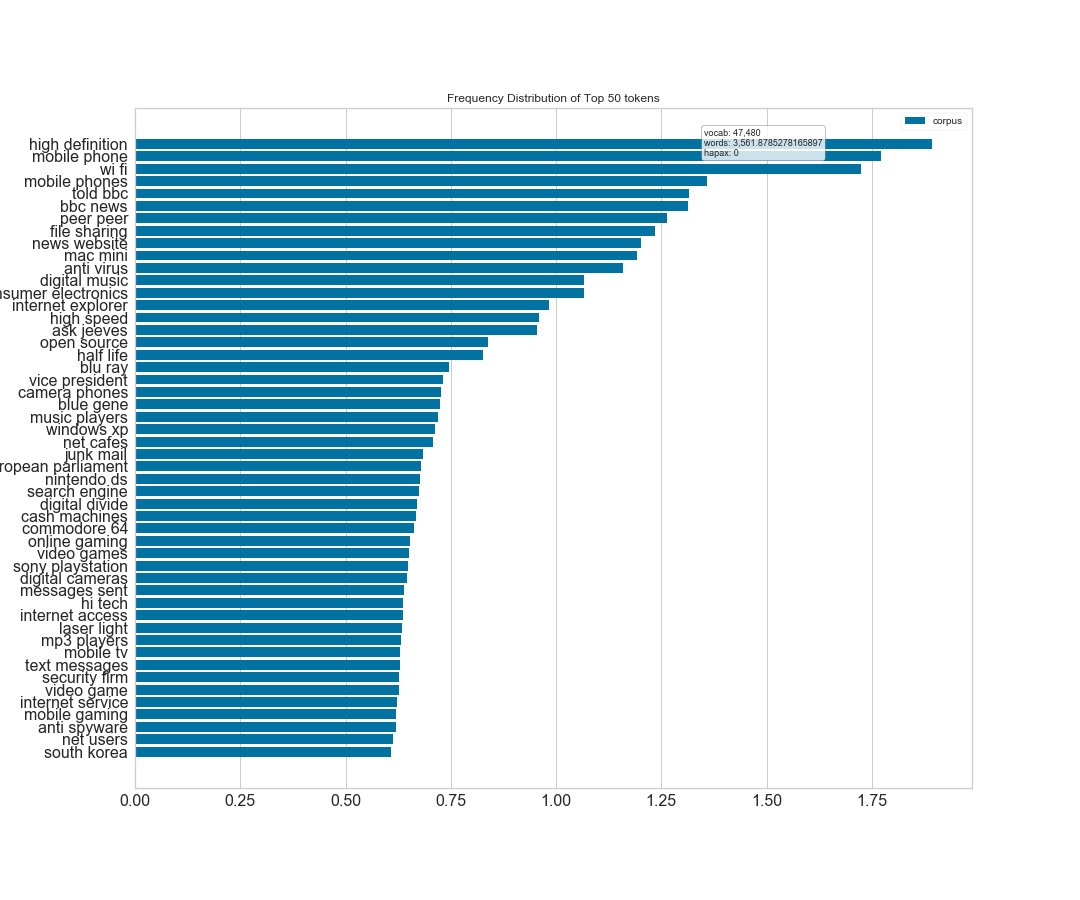 Frequency Distribution of Top 50 tokens
corpus
vocab: 47,480
words: 3,561.8785278165897
hapax: 0
high definition
mobile phone
wi fi
mobile phones
told bbc
bbc news
peer peer
file sharing
news website
mac mini
anti virus
digital music
nsumer electronics
internet explorer
high speed
ask jeeves
open source
half life
blu ray
vice president
camera phones
blue gene
music players
windows xp
net cafes
junk mail
ropean parliament
nintendo ds
search engine
digital divide
cash machines
commodore 64
online gaming
video games
sony playstation
digital cameras
messages sent
hi tech
internet access
laser light
mp3 players
mobile tv
text messages
security firm
video game
internet service
mobile gaming
anti spyware
net users
south korea
0.00 0.25 0.50 0.75 1.00 1.25 1.50 1.75